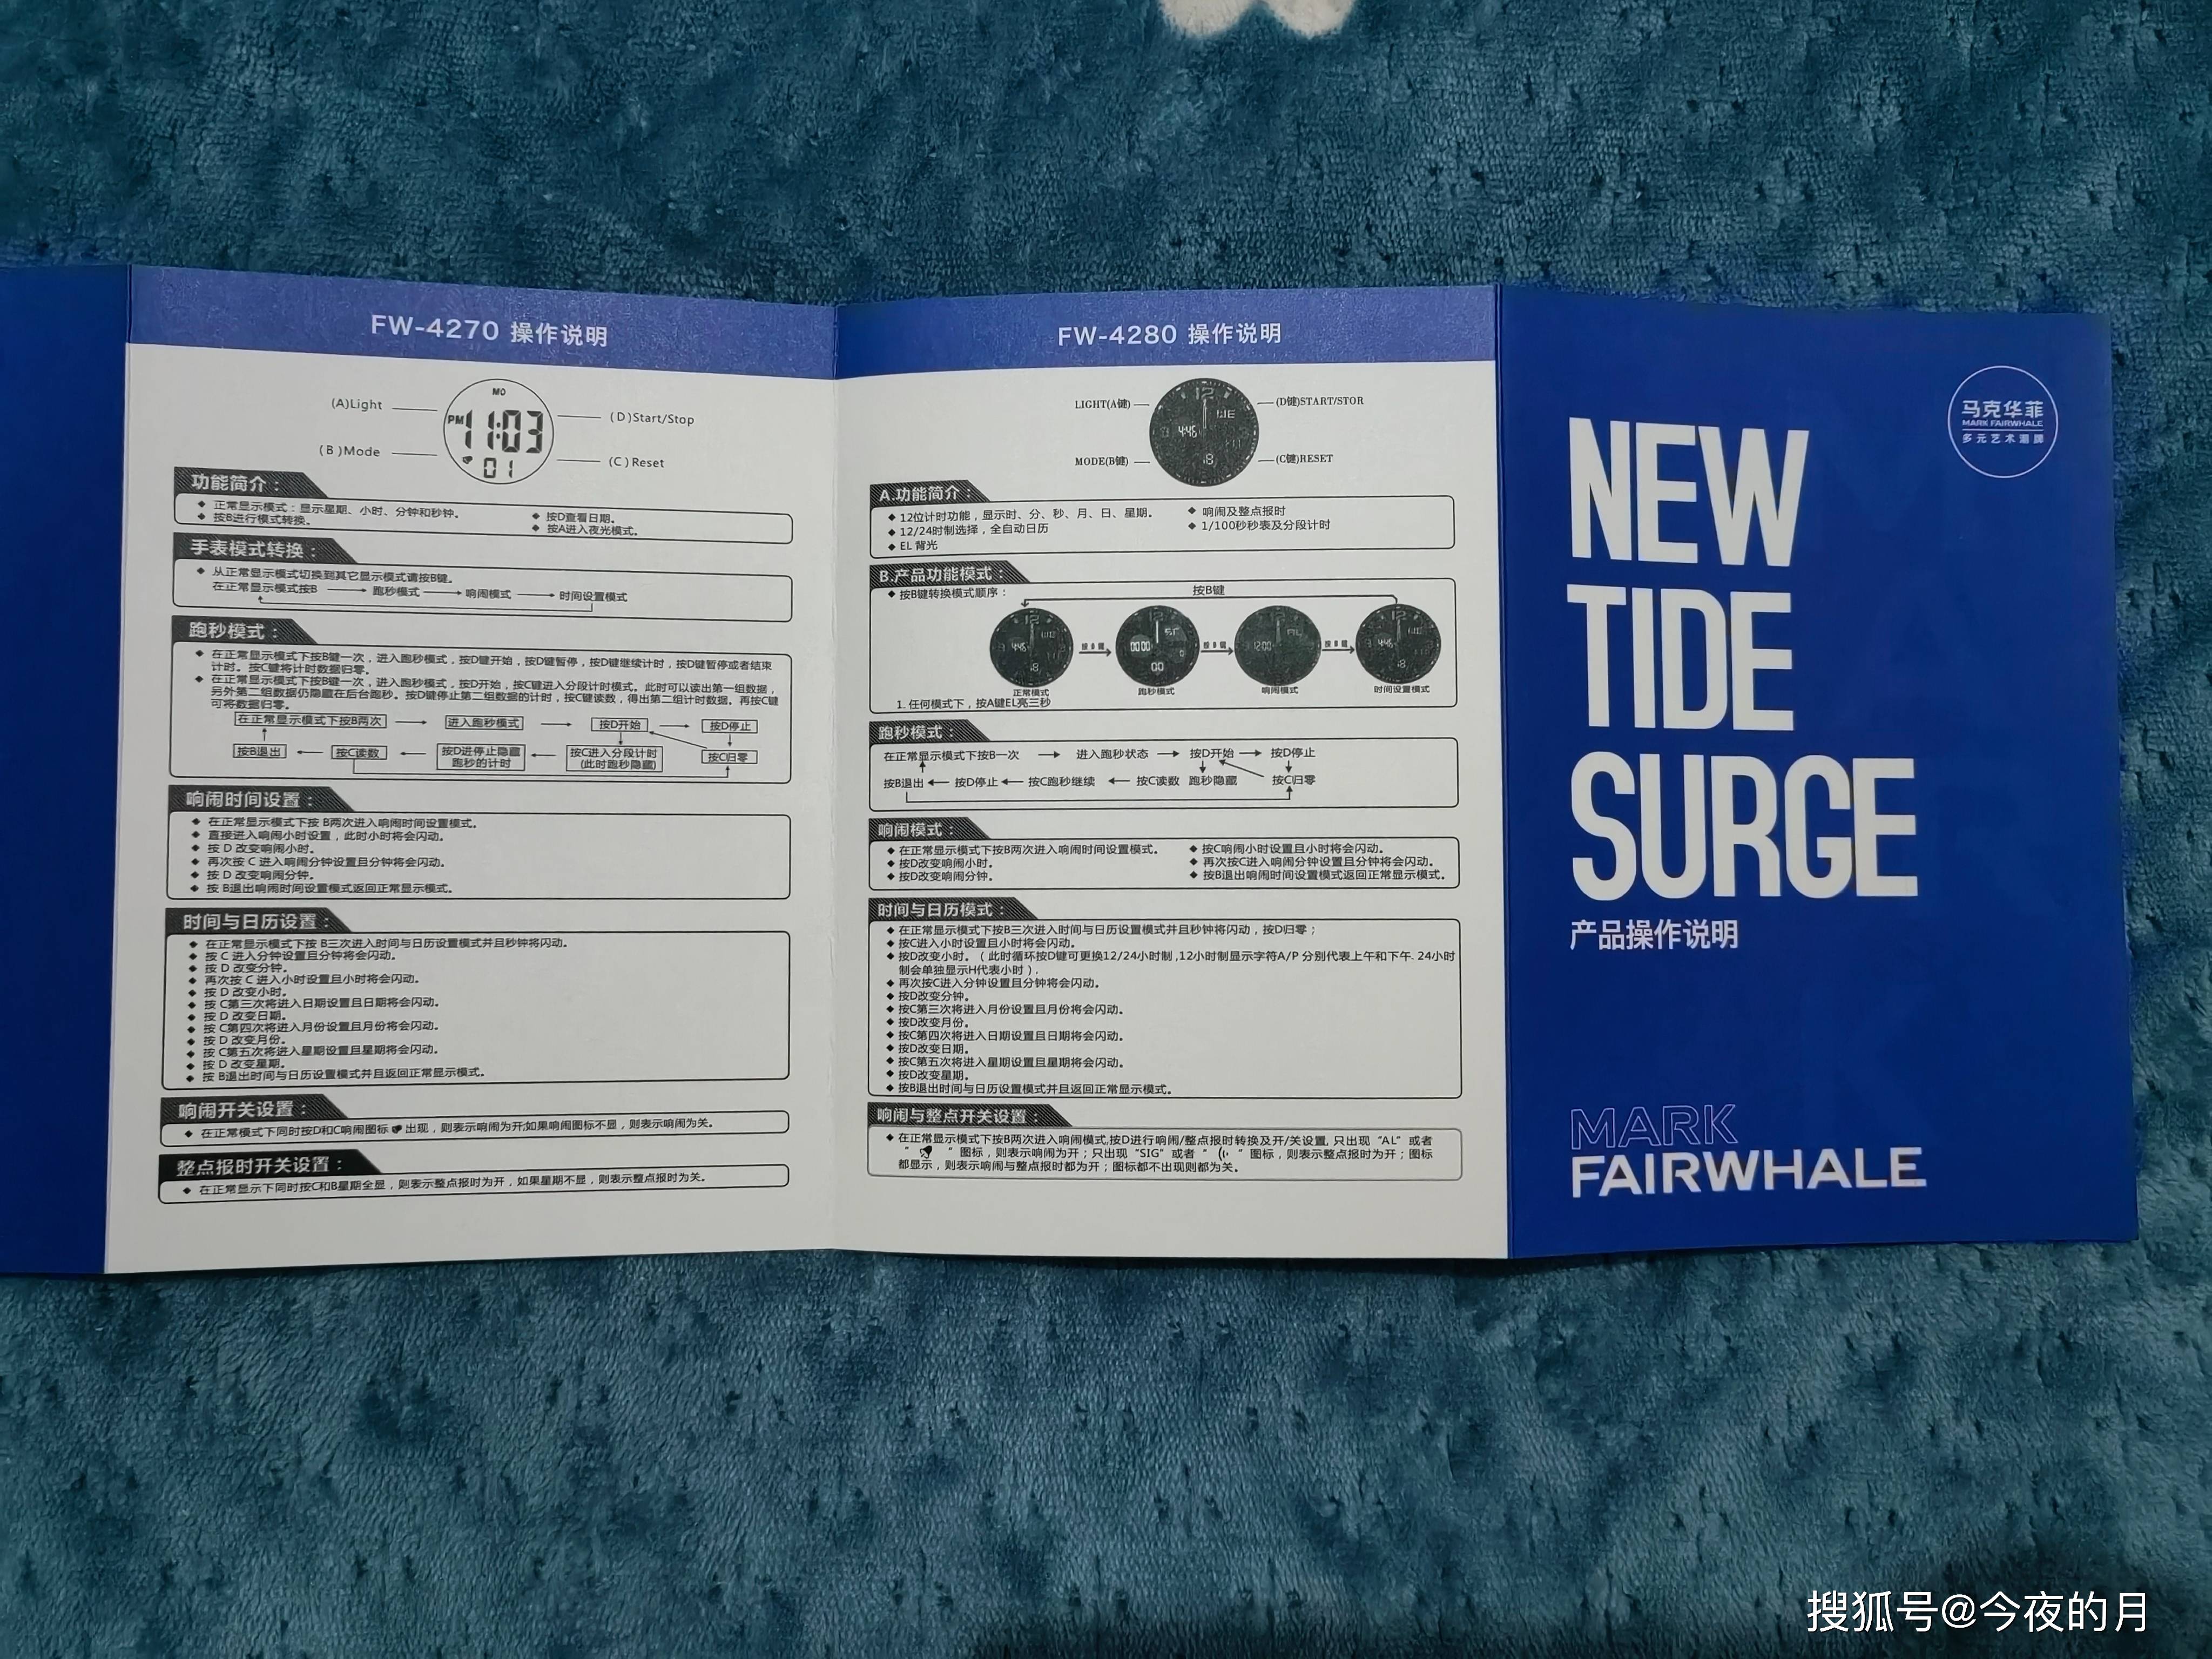 FW-4270 操作说明
MO
PM 11:03
01
(A)Light
(D)Start/Stop
(B)Mode
(C)Reset
功能简介：
◆ 正常显示模式：显示星期、小时、分钟和秒钟。
◆ 按B进行模式转换。
◆ 按D查看日期。
◆ 按A进入夜光模式。
手表模式转换：
◆ 从正常显示模式切换到其它显示模式请按B键。
在正常显示模式按B → 跑秒模式 → 响闹模式 → 时间设置模式
跑秒模式：
◆ 在正常显示模式下按B键一次，进入跑秒模式，按D键开始，按D键暂停，按D键继续计时，按D键暂停或者结束
计时。按C键将计时数据归零。
◆ 在正常显示模式下按B键一次，进入跑秒模式，按D开始，按C键进入分段计时模式。此时可以读出第一组数据，
另外第二组数据仍隐藏在后台跑秒。按D键停止第二组数据的计时，按C键读数，得出第二组计时数据。再按C键
可将数据归零。
在正常显示模式下按B两次 → 进入跑秒模式 → 按D开始 → 按D停止
按B退出 ← 按C读数 ← 按D进停止隐藏 ← 按C进入分段计时 按C归零
跑秒的计时 (此时跑秒隐藏)
响闹时间设置：
◆ 在正常显示模式下按 B两次进入响闹时间设置模式。
◆ 直接进入响闹小时设置，此时小时将会闪动。
◆ 按 D 改变响闹小时。
◆ 再次按 C 进入响闹分钟设置且分钟将会闪动。
◆ 按 D 改变响闹分钟。
◆ 按 B退出响闹时间设置模式返回正常显示模式。
时间与日历设置：
◆ 在正常显示模式下按 B三次进入时间与日历设置模式并且秒钟将闪动。
◆ 按 C 进入分钟设置且分钟将会闪动。
◆ 按 D 改变分钟。
◆ 再次按 C 进入小时设置且小时将会闪动。
◆ 按 D 改变小时。
◆ 按 C第三次将进入日期设置且日期将会闪动。
◆ 按 D 改变日期。
◆ 按 C第四次将进入月份设置且月份将会闪动。
◆ 按 D 改变月份。
◆ 按 C第五次将进入星期设置且星期将会闪动。
◆ 按 D 改变星期。
◆ 按 B退出时间与日历设置模式并且返回正常显示模式。
响闹开关设置：
◆ 在正常模式下同时按D和C响闹图标 出现，则表示响闹为开;如果响闹图标不显，则表示响闹为关。
整点报时开关设置：
◆ 在正常显示下同时按C和B星期全显，则表示整点报时为开，如果星期不显，则表示整点报时为关。
FW-4280 操作说明
LIGHT(A键)
(D键)START/STOR
MODE(B键)
(C键)RESET
A.功能简介：
◆ 12位计时功能，显示时、分、秒、月、日、星期。
◆ 12/24时制选择，全自动日历
◆ EL 背光
◆ 响闹及整点报时
◆ 1/100秒秒表及分段计时
B.产品功能模式：
◆ 按B键转换模式顺序：
按B键
按B键 按B键 按B键
正常模式 跑秒模式 响闹模式 时间设置模式
1. 任何模式下，按A键EL亮三秒
跑秒模式：
在正常显示模式下按B一次 → 进入跑秒状态 → 按D开始 → 按D停止
按B退出 ← 按D停止 ← 按C跑秒继续 ← 按C读数 跑秒隐藏 按C归零
响闹模式：
◆ 在正常显示模式下按B两次进入响闹时间设置模式。
◆ 按D改变响闹小时。
◆ 按D改变响闹分钟。
◆ 按C响闹小时设置且小时将会闪动。
◆ 再次按C进入响闹分钟设置且分钟将会闪动。
◆ 按B退出响闹时间设置模式返回正常显示模式。
时间与日历模式：
◆ 在正常显示模式下按B三次进入时间与日历设置模式并且秒钟将闪动，按D归零；
◆ 按C进入小时设置且小时将会闪动。
◆ 按D改变小时。（此时循环按D键可更换12/24小时制,12小时制显示字符A/P 分别代表上午和下午. 24小时
制会单独显示H代表小时）.
◆ 再次按C进入分钟设置且分钟将会闪动。
◆ 按D改变分钟。
◆ 按C第三次将进入月份设置且月份将会闪动。
◆ 按D改变月份。
◆ 按C第四次将进入日期设置且日期将会闪动。
◆ 按D改变日期。
◆ 按C第五次将进入星期设置且星期将会闪动。
◆ 按D改变星期。
◆ 按B退出时间与日历设置模式并且返回正常显示模式。
响闹与整点开关设置：
◆ 在正常显示模式下按B两次进入响闹模式,按D进行响闹/整点报时转换及开/关设置, 只出现 “AL” 或者
“ ” 图标，则表示响闹为开；只出现 “SIG” 或者 “ ” 图标，则表示整点报时为开；图标
都显示，则表示响闹与整点报时都为开；图标都不出现则都为关。
马克华菲
MARK FAIRWHALE
多元艺术潮牌
NEW
TIDE
SURGE
产品操作说明
MARK
FAIRWHALE
搜狐号@今夜的月